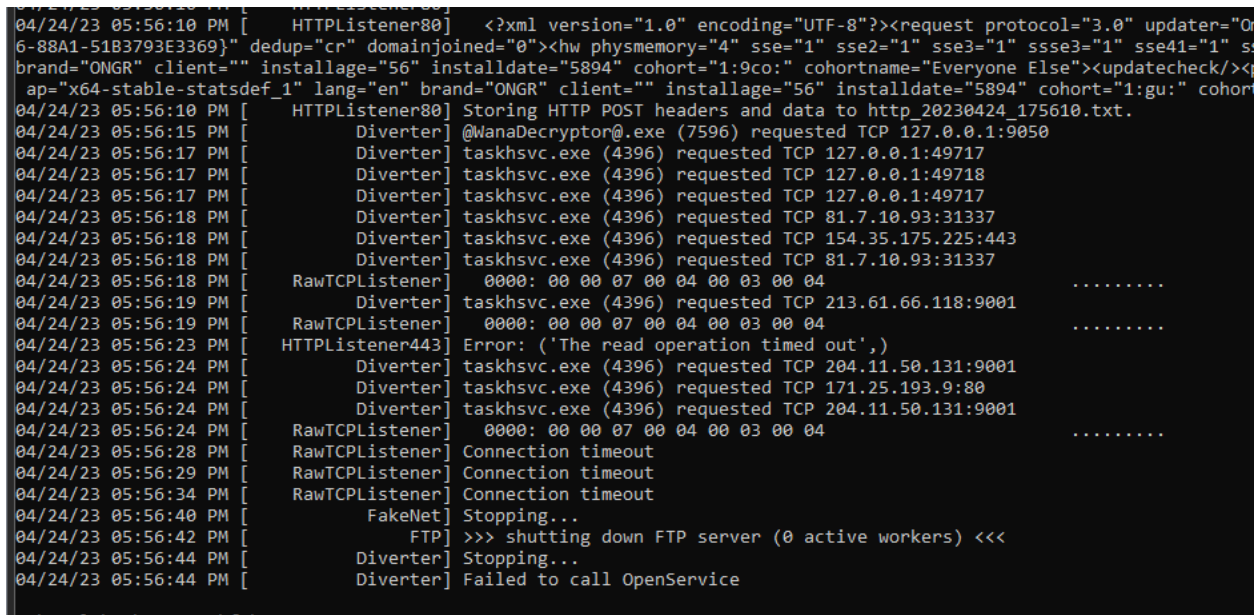 04/24/23 05:56:10 PM [    HTTPListener80]   <?xml version="1.0" encoding="UTF-8"?><request protocol="3.0" updater="
6-88A1-51B3793E3369}" dedup="cr" domainjoined="0"><hw physmemory="4" sse="1" sse2="1" sse3="1" ssse3="1" sse41="1"
brand="ONGR" client="" installage="56" installdate="5894" cohort="1:9co:" cohortname="Everyone Else"><updatecheck/>
ap="x64-stable-statsdef_1" lang="en" brand="ONGR" client="" installage="56" installdate="5894" cohort="1:gu:"
04/24/23 05:56:10 PM [    HTTPListener80] Storing HTTP POST headers and data to http_20230424_175610.txt.
04/24/23 05:56:15 PM [          Diverter] @WanaDecryptor@.exe (7596) requested TCP 127.0.0.1:9050
04/24/23 05:56:17 PM [          Diverter] taskhsvc.exe (4396) requested TCP 127.0.0.1:49717
04/24/23 05:56:17 PM [          Diverter] taskhsvc.exe (4396) requested TCP 127.0.0.1:49718
04/24/23 05:56:17 PM [          Diverter] taskhsvc.exe (4396) requested TCP 127.0.0.1:49717
04/24/23 05:56:18 PM [          Diverter] taskhsvc.exe (4396) requested TCP 81.7.10.93:31337
04/24/23 05:56:18 PM [          Diverter] taskhsvc.exe (4396) requested TCP 154.35.175.225:443
04/24/23 05:56:18 PM [          Diverter] taskhsvc.exe (4396) requested TCP 81.7.10.93:31337
04/24/23 05:56:18 PM [    RawTCPListener]   0000: 00 00 07 00 04 00 03 00 04                         .........
04/24/23 05:56:19 PM [          Diverter] taskhsvc.exe (4396) requested TCP 213.61.66.118:9001
04/24/23 05:56:19 PM [    RawTCPListener]   0000: 00 00 07 00 04 00 03 00 04                         .........
04/24/23 05:56:23 PM [   HTTPListener443] Error: ('The read operation timed out',)
04/24/23 05:56:24 PM [          Diverter] taskhsvc.exe (4396) requested TCP 204.11.50.131:9001
04/24/23 05:56:24 PM [          Diverter] taskhsvc.exe (4396) requested TCP 171.25.193.9:80
04/24/23 05:56:24 PM [          Diverter] taskhsvc.exe (4396) requested TCP 204.11.50.131:9001
04/24/23 05:56:24 PM [    RawTCPListener]   0000: 00 00 07 00 04 00 03 00 04                         .........
04/24/23 05:56:28 PM [    RawTCPListener] Connection timeout
04/24/23 05:56:29 PM [    RawTCPListener] Connection timeout
04/24/23 05:56:34 PM [    RawTCPListener] Connection timeout
04/24/23 05:56:40 PM [           FakeNet] Stopping...
04/24/23 05:56:42 PM [               FTP] >>> shutting down FTP server (0 active workers) <<<
04/24/23 05:56:44 PM [          Diverter] Stopping...
04/24/23 05:56:44 PM [          Diverter] Failed to call OpenService